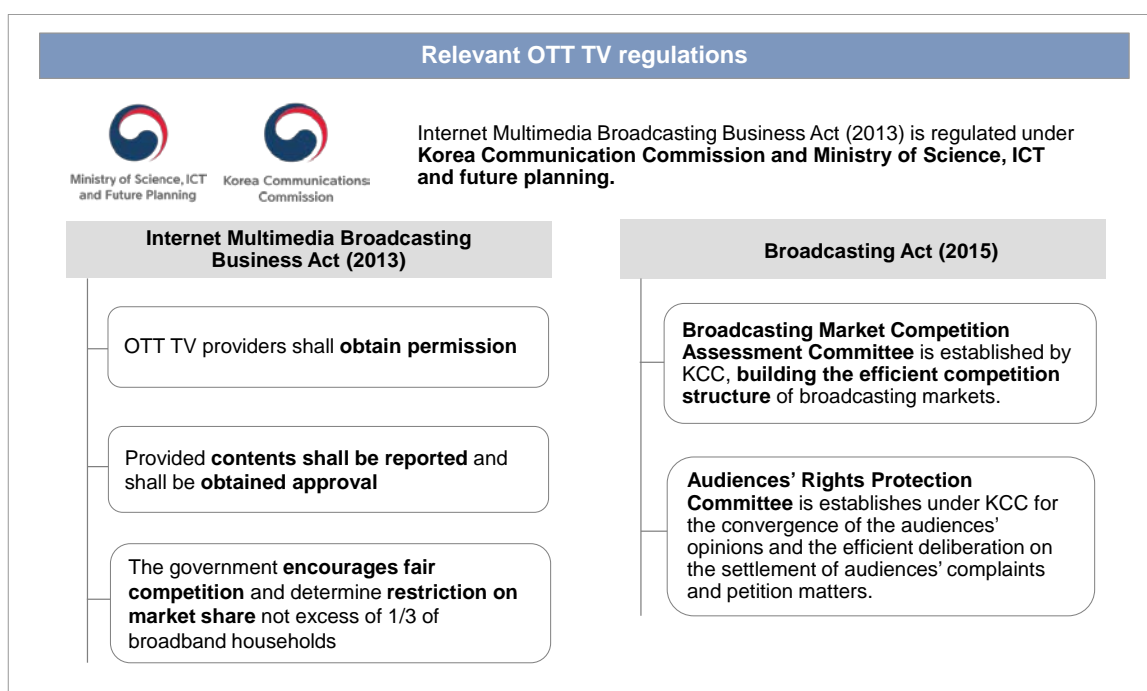 Relevant OTT TV regulations
Ministry of Science, ICT
and Future Planning
Korea Communications
Commission
Internet Multimedia Broadcasting Business Act (2013) is regulated under
Korea Communication Commission and Ministry of Science, ICT
and future planning.
Internet Multimedia Broadcasting
Business Act (2013)
OTT TV providers shall obtain permission
Provided contents shall be reported and
shall be obtained approval
The government encourages fair
competition and determine restriction on
market share not excess of 1/3 of
broadband households
Broadcasting Act (2015)
Broadcasting Market Competition
Assessment Committee is established by
KCC, building the efficient competition
structure of broadcasting markets.
Audiences’ Rights Protection
Committee is establishes under KCC for
the convergence of the audiences’
opinions and the efficient deliberation on
the settlement of audiences’ complaints
and petition matters.